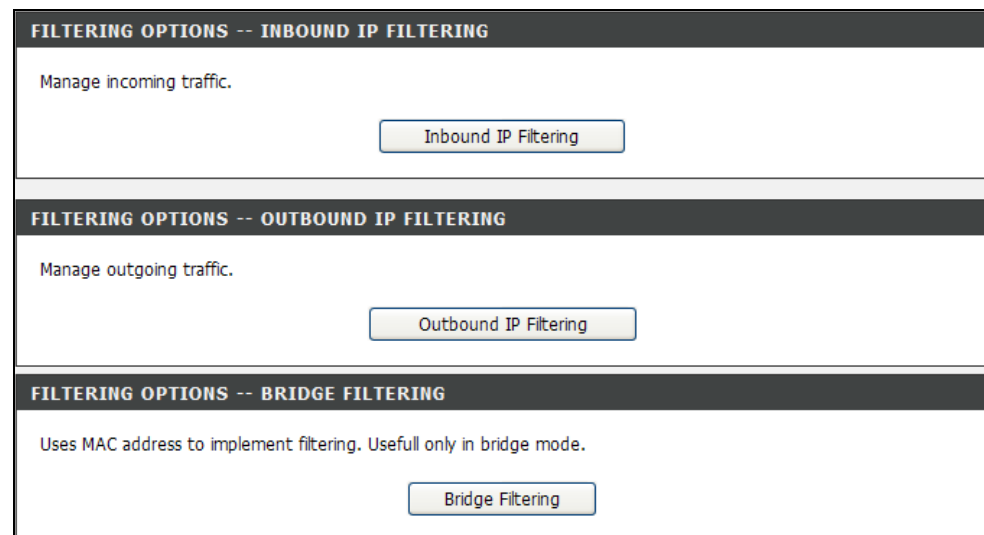 FILTERING OPTIONS -- INBOUND IP FILTERING
Manage incoming traffic.
Inbound IP Filtering
FILTERING OPTIONS -- OUTBOUND IP FILTERING
Manage outgoing traffic.
Outbound IP Filtering
FILTERING OPTIONS -- BRIDGE FILTERING
Uses MAC address to implement filtering. Usefull only in bridge mode.
Bridge Filtering